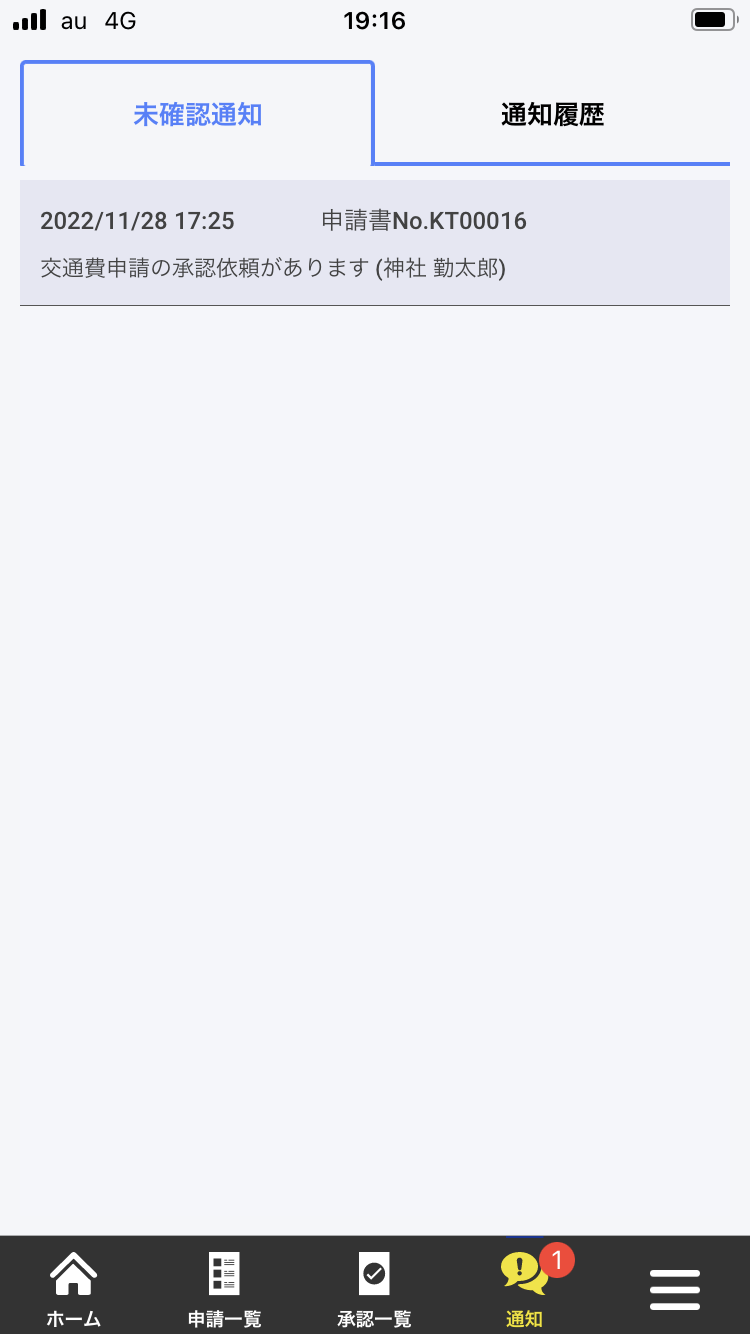 au 4G 19:16
未確認通知 通知履歴
2022/11/28 17:25 申請書No.KT00016
交通費申請の承認依頼があります (神社 勤太郎)
1
ホーム 申請一覧 承認一覧 通知